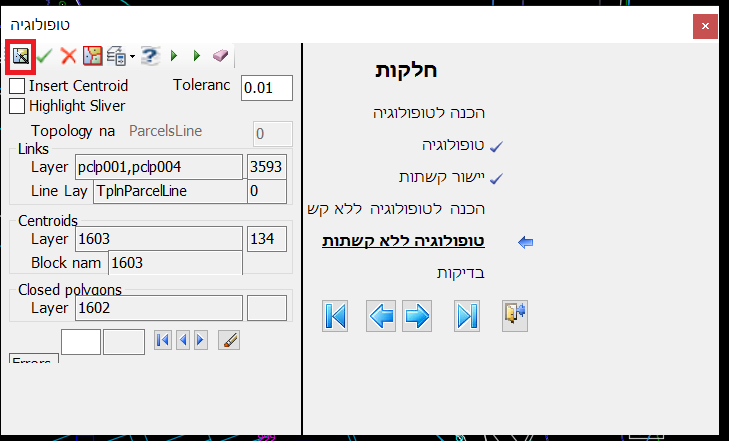 טופולוגיה
Insert Centroid
Toleranc 0.01
Highlight Sliver
Topology na ParcelsLine 0
Links
Layer pclp001,pclp004 3593
Line Lay TplnParcelLine 0
Centroids
Layer 1603 134
Block nam 1603
Closed polygons
Layer 1602
Errors
חלקות
הכנה לטופולוגיה
טופולוגיה
יישור קשתות
הכנה לטופולוגיה ללא קש
טופולוגיה ללא קשתות
בדיקות